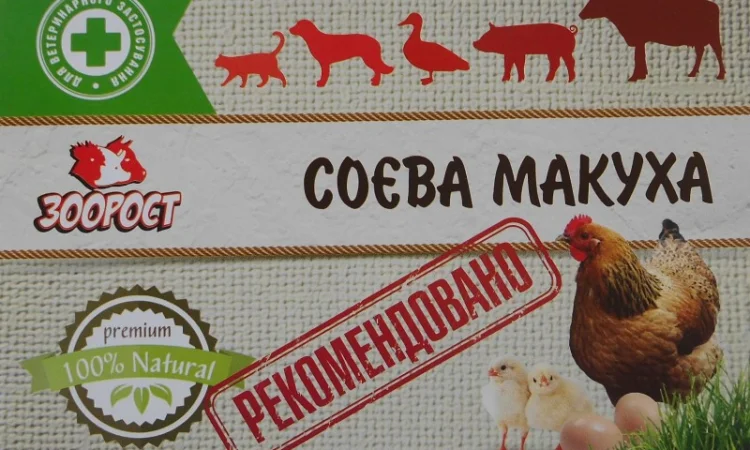 ДЛЯ ВЕТЕРИНАРНОГО ЗАСТОСУВАННЯ
ЗООРОСТ
СОЄВА МАКУХА
РЕКОМЕНДОВАНО
premium
100% Natural